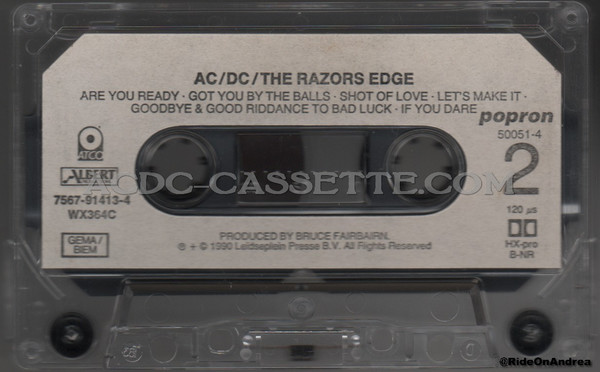 AC/DC/THE RAZORS EDGE
ARE YOU READY · GOT YOU BY THE BALLS · SHOT OF LOVE · LET'S MAKE IT ·
GOODBYE & GOOD RIDDANCE TO BAD LUCK · IF YOU DARE
popron
50051-4
ATCO
ALBERT
ACDC-CASSETTE.COM
2
7567-91413-4
WX364C
120 µs
GEMA/
BIEM
HX-pro
B-NR
PRODUCED BY BRUCE FAIRBAIRN.
℗ + © 1990 Leidseplein Presse B.V. All Rights Reserved
@RideOnAndrea